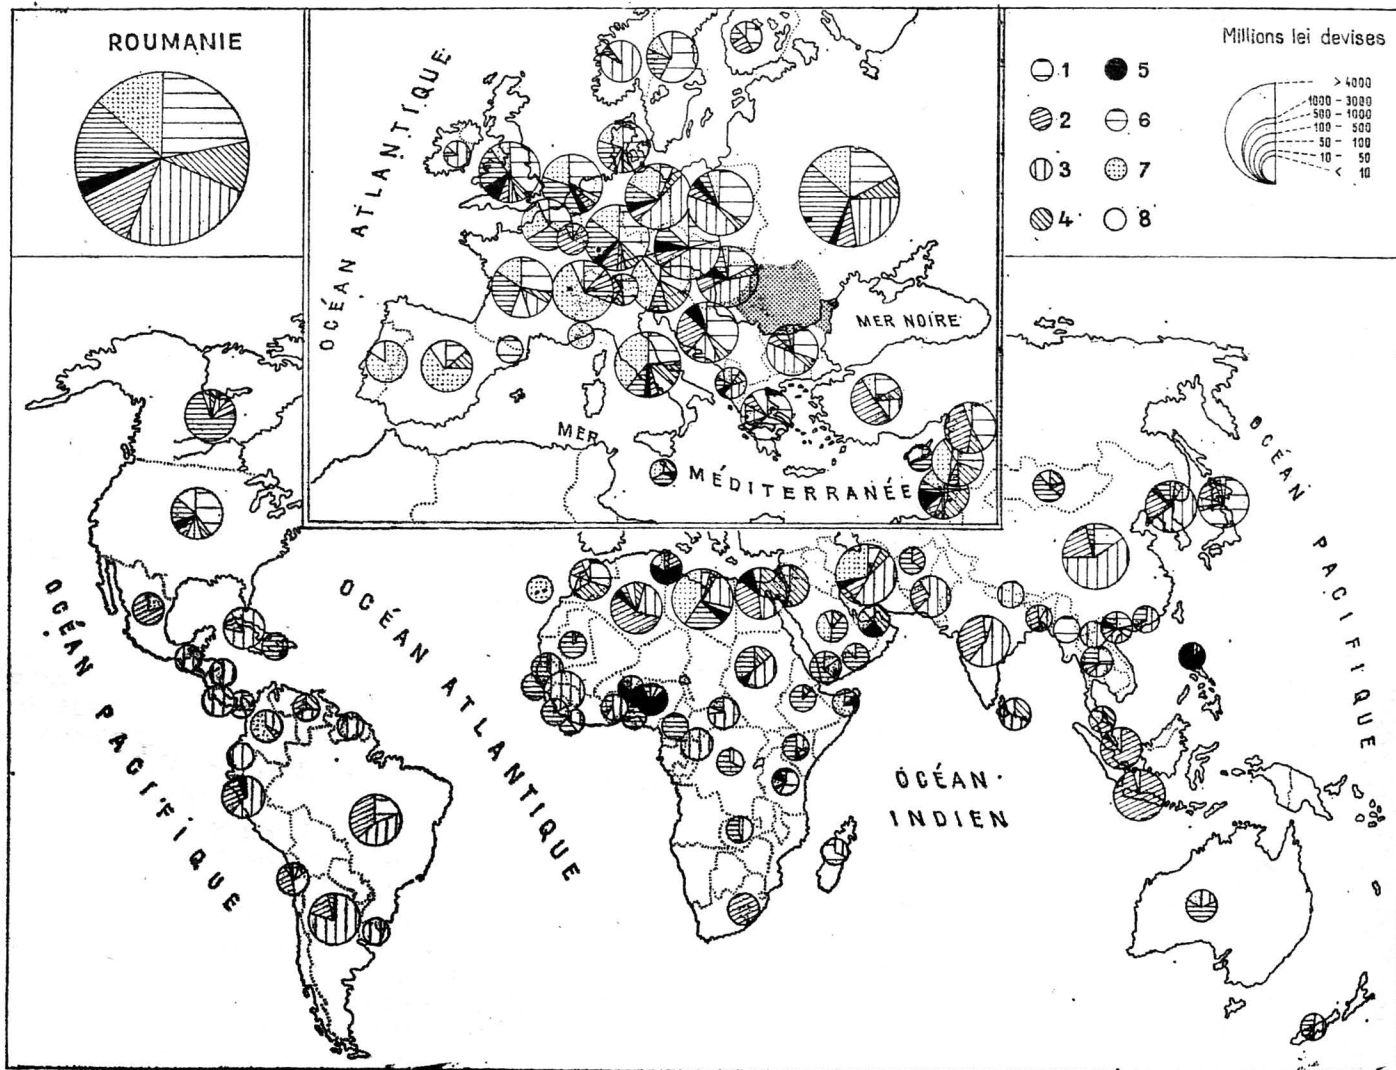 ROUMANIE
OCÉAN ATLANTIQUE
MER NOIRE
MER
MÉDITERRANÉE
Millions lei devises
1
2
3
4
5
6
7
8
> 4000
1000 - 3000
500 - 1000
100 - 500
50 - 100
10 - 50
< 10
OCÉAN PACIFIQUE
OCÉAN ATLANTIQUE
OCÉAN
INDIEN
OCÉAN PACIFIQUE